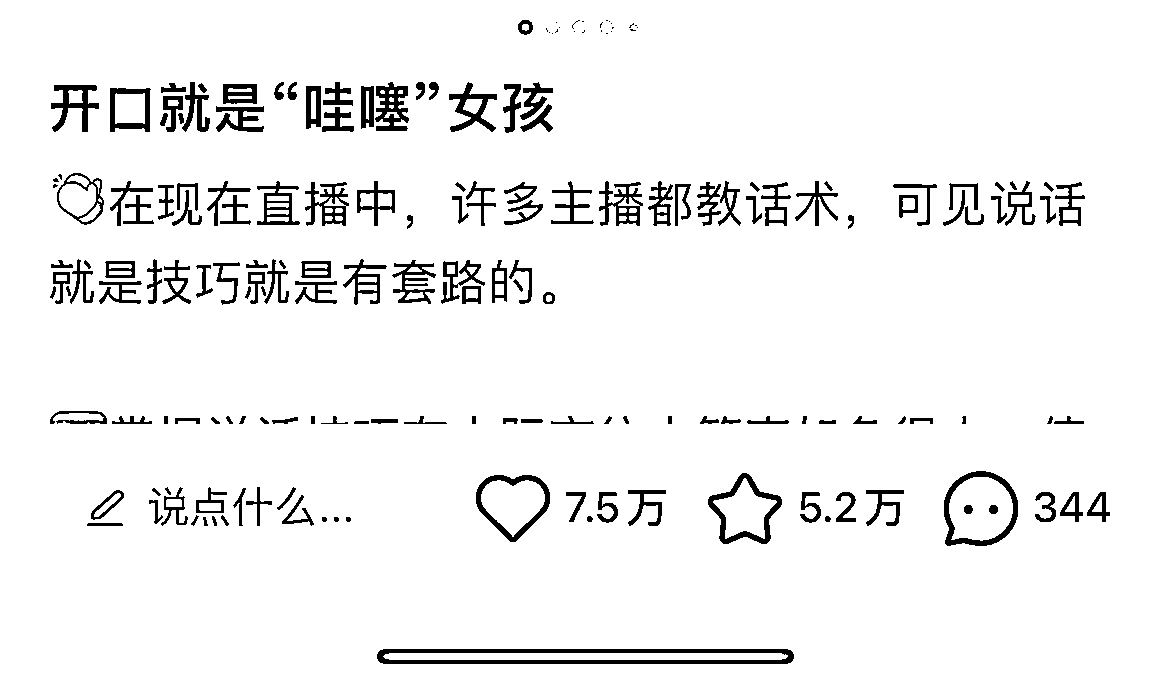 开口就是“哇噻”女孩
在现在直播中，许多主播都教话术，可见说话
就是技巧就是有套路的。
说点什么... 7.5万 5.2万 344